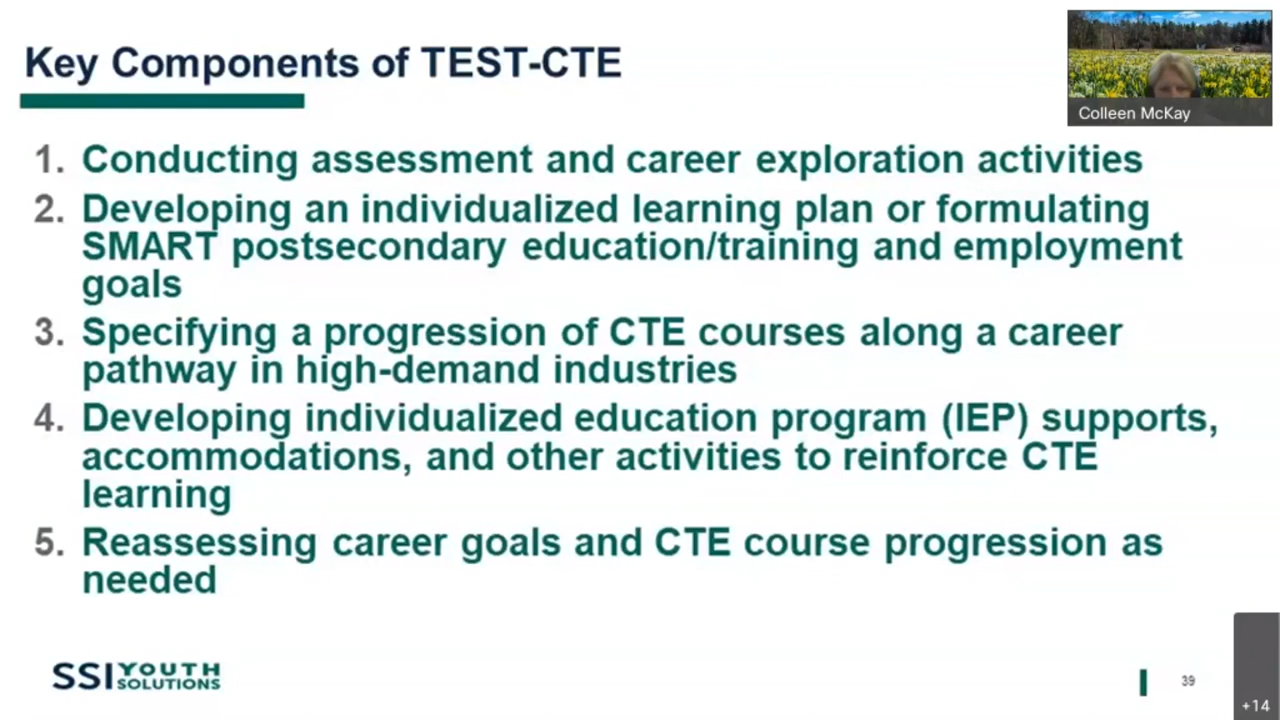 Key Components of TEST-CTE
Colleen McKay
1. Conducting assessment and career exploration activities
2. Developing an individualized learning plan or formulating
SMART postsecondary education/training and employment
goals
3. Specifying a progression of CTE courses along a career
pathway in high-demand industries
4. Developing individualized education program (IEP) supports,
accommodations, and other activities to reinforce CTE
learning
5. Reassessing career goals and CTE course progression as
needed
SSI YOUTH
SOLUTIONS
39
+14